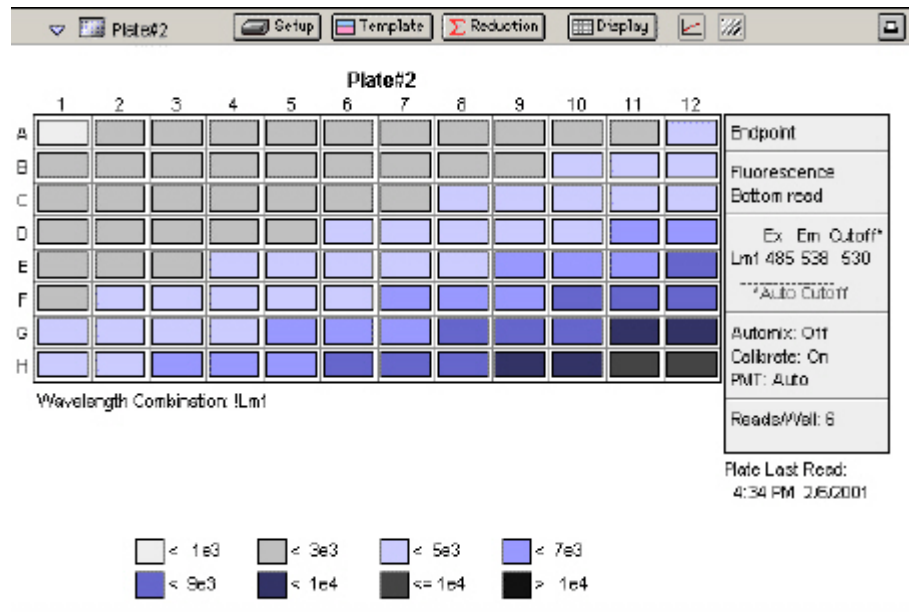 Plate#2 Setup Template Reduction Display
Plate#2
1 2 3 4 5 6 7 8 9 10 11 12
A
B
C
D
E
F
G
H
Endpoint
Fluorescence
Bottom read
Ex Em Cutoff*
Lm1 485 538 530
*Auto Cutoff
Automix: Off
Calibrate: On
PMT: Auto
Reads/Well: 6
Wavelength Combination: !Lm1
Plate Last Read:
4:34 PM 2/6/2001
< 1e3 < 3e3 < 5e3 < 7e3
< 9e3 < 1e4 <= 1e4 > 1e4